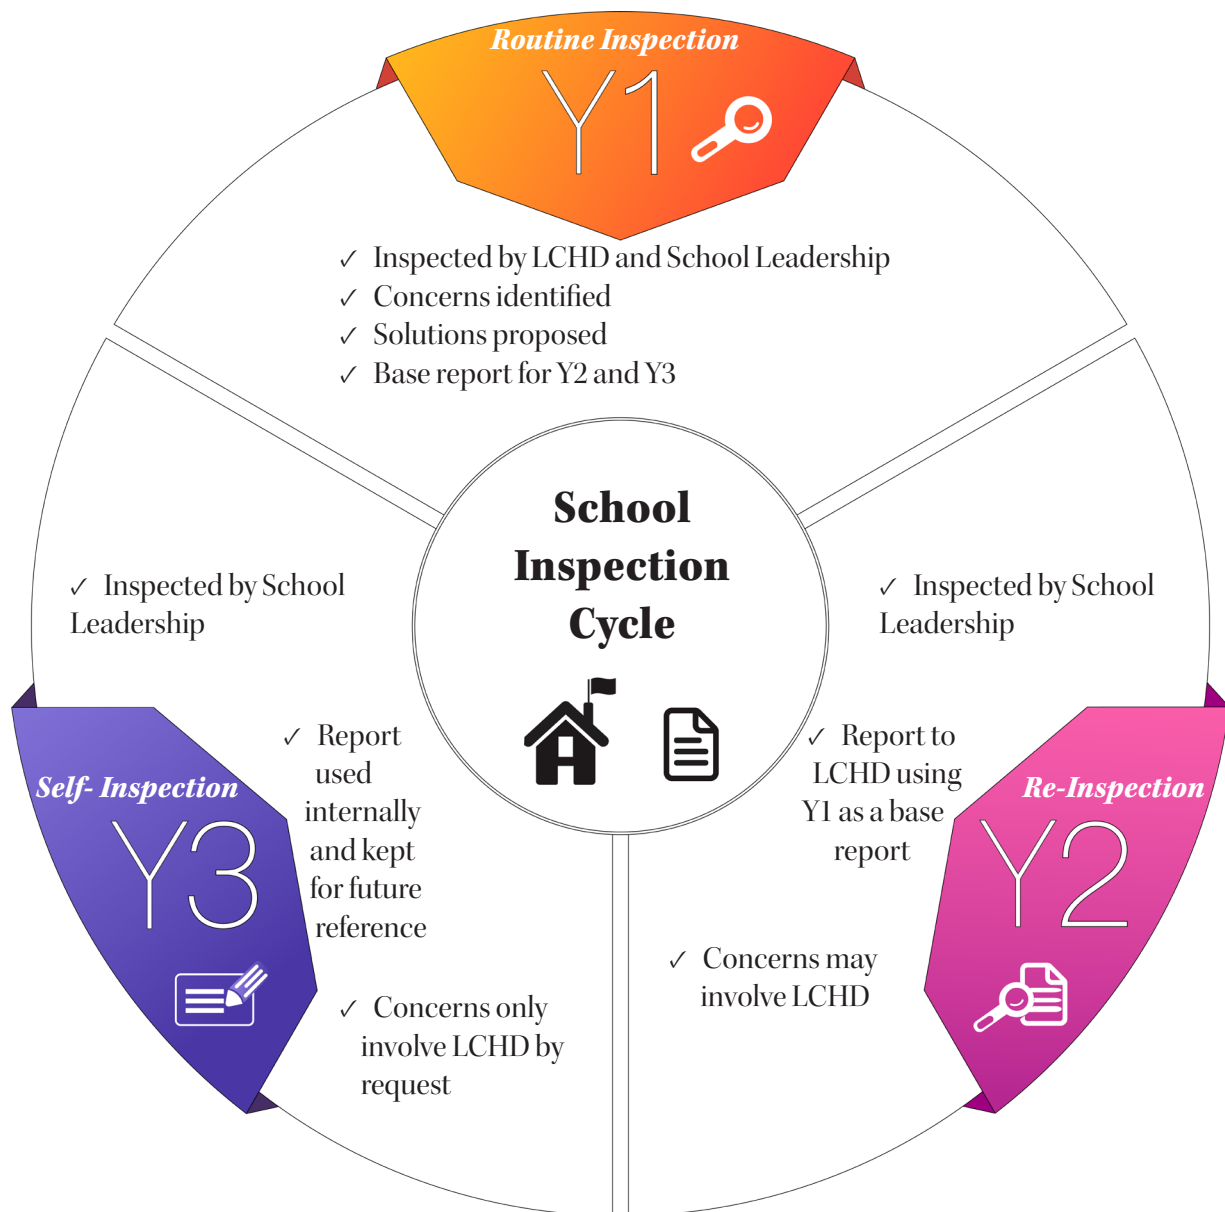 Routine Inspection
Y1
✓ Inspected by LCHD and School Leadership
✓ Concerns identified
✓ Solutions proposed
✓ Base report for Y2 and Y3
School
Inspection
Cycle
✓ Inspected by School
Leadership
✓ Report to
LCHD using
Y1 as a base
report
✓ Concerns may
involve LCHD
Re-Inspection
Y2
✓ Inspected by School
Leadership
✓ Report
used
internally
and kept
for future
reference
✓ Concerns only
involve LCHD by
request
Self- Inspection
Y3